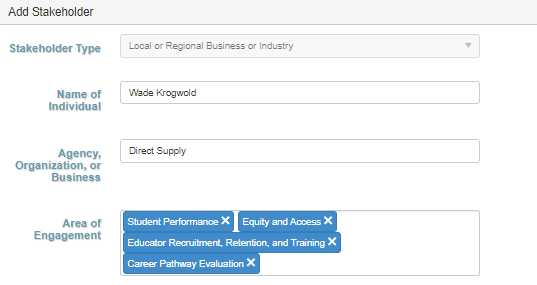 Add Stakeholder
Stakeholder Type
Local or Regional Business or Industry
Name of
Individual
Wade Krogwold
Agency,
Organization, or
Business
Direct Supply
Area of
Engagement
Student Performance ✕ Equity and Access ✕
Educator Recruitment, Retention, and Training ✕
Career Pathway Evaluation ✕